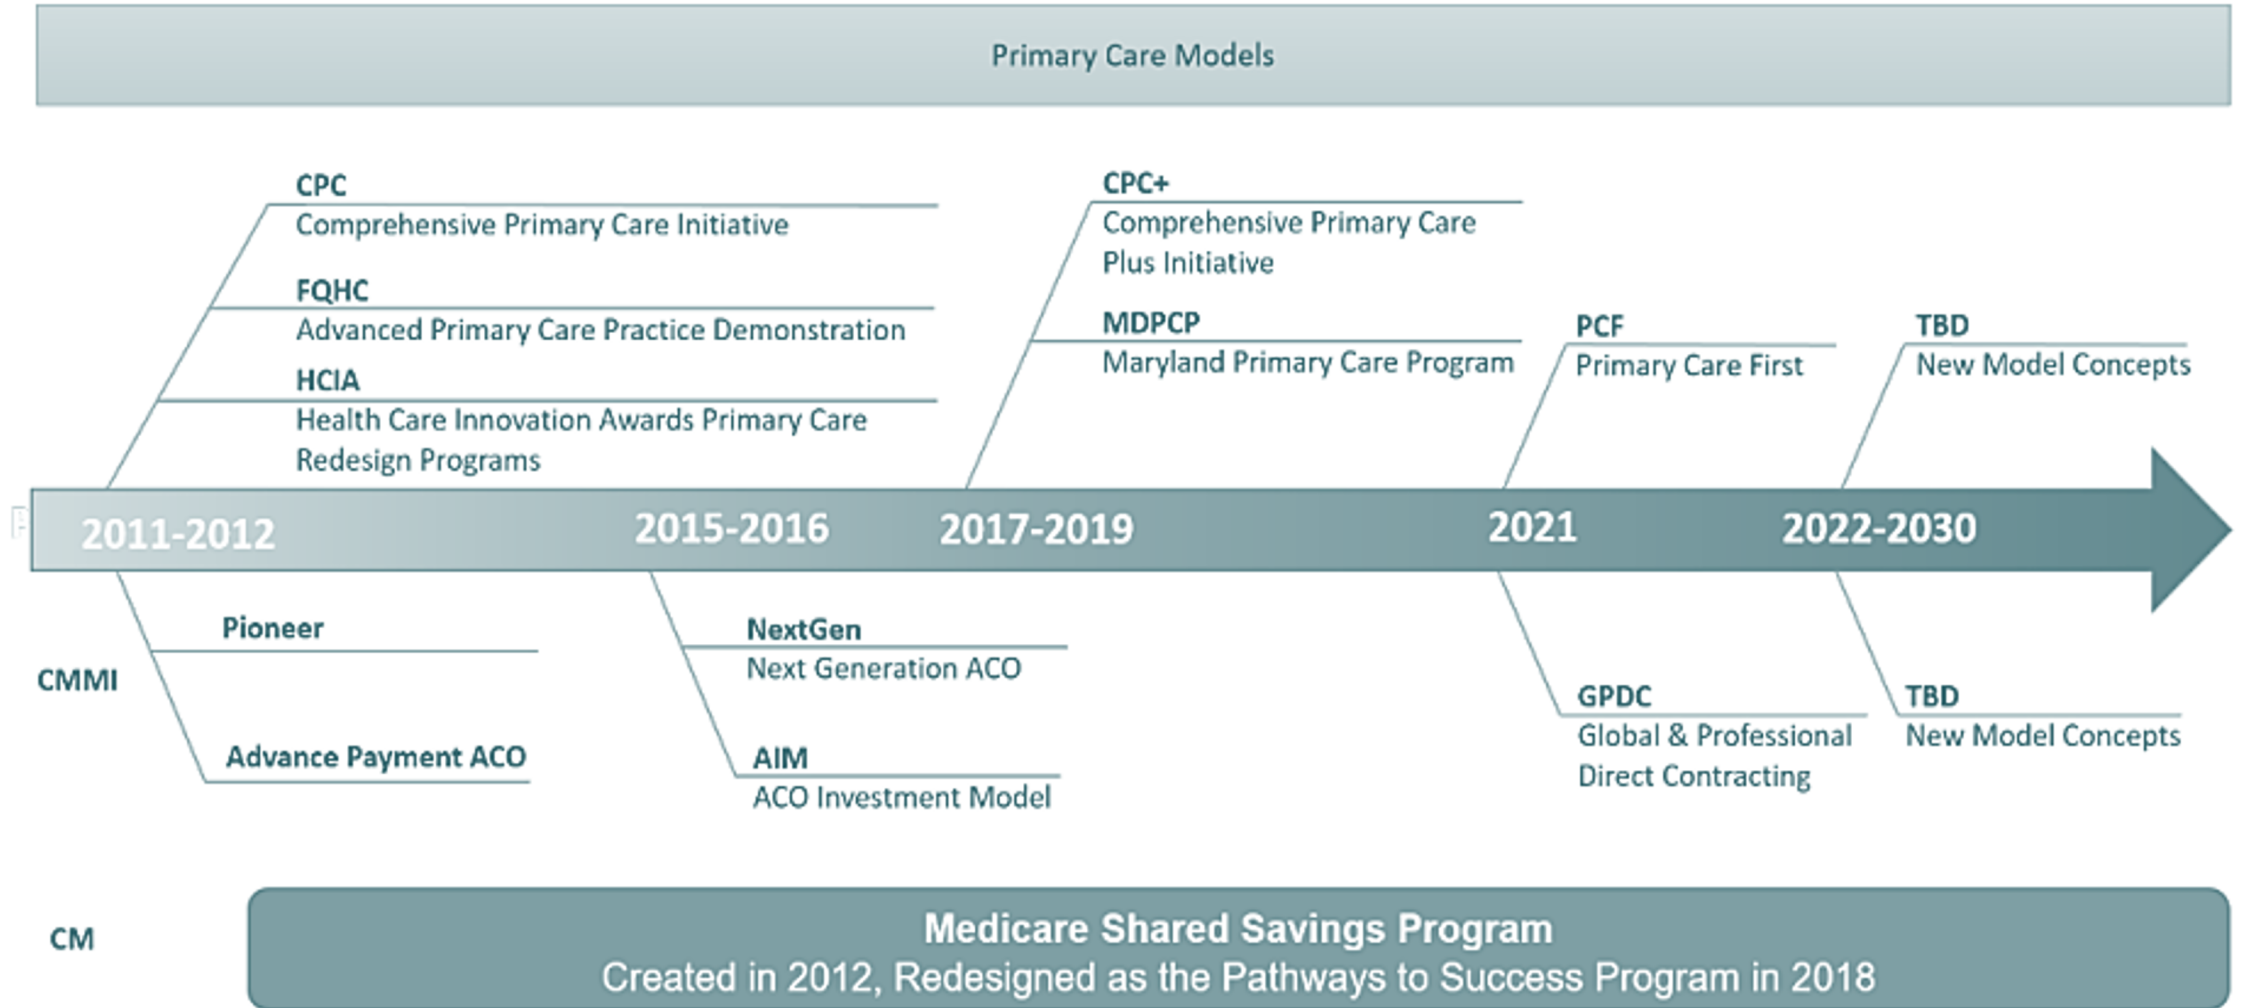 Primary Care Models
CPC
Comprehensive Primary Care Initiative
FQHC
Advanced Primary Care Practice Demonstration
HCIA
Health Care Innovation Awards Primary Care
Redesign Programs
CPC+
Comprehensive Primary Care
Plus Initiative
MDPCP
Maryland Primary Care Program
PCF
Primary Care First
TBD
New Model Concepts
2011-2012
2015-2016
2017-2019
2021
2022-2030
CMMI
Pioneer
Advance Payment ACO
NextGen
Next Generation ACO
AIM
ACO Investment Model
GPDC
Global & Professional
Direct Contracting
TBD
New Model Concepts
CM
Medicare Shared Savings Program
Created in 2012, Redesigned as the Pathways to Success Program in 2018